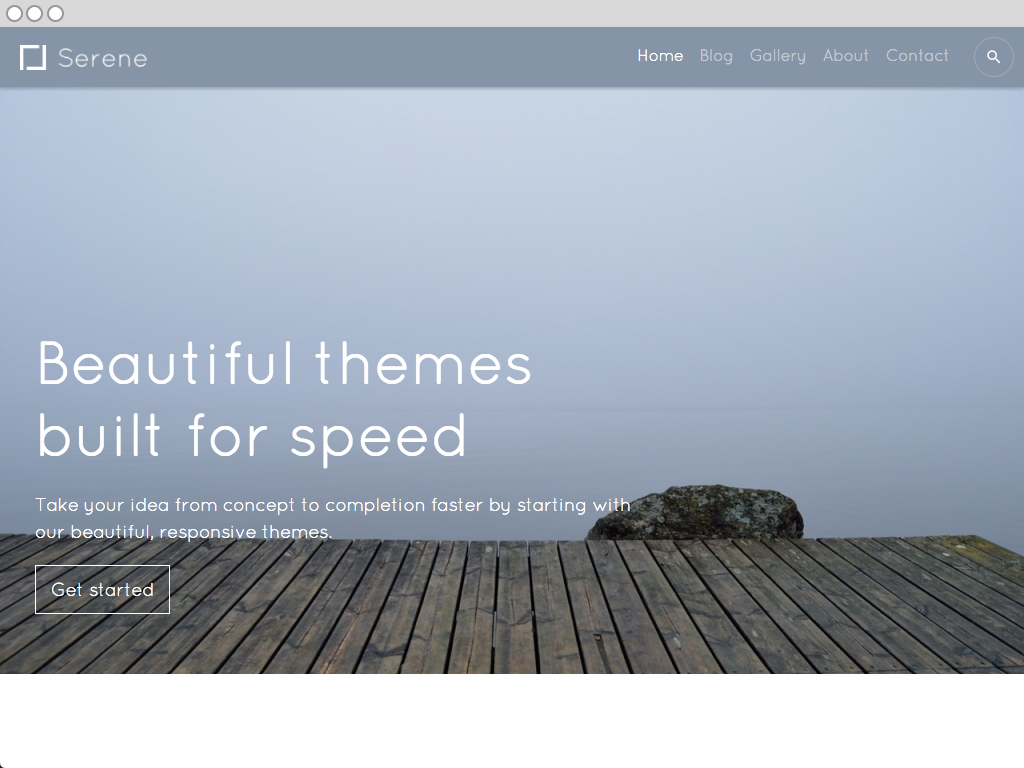 Serene
Home Blog Gallery About Contact
Beautiful themes
built for speed
Take your idea from concept to completion faster by starting with
our beautiful, responsive themes.
Get started